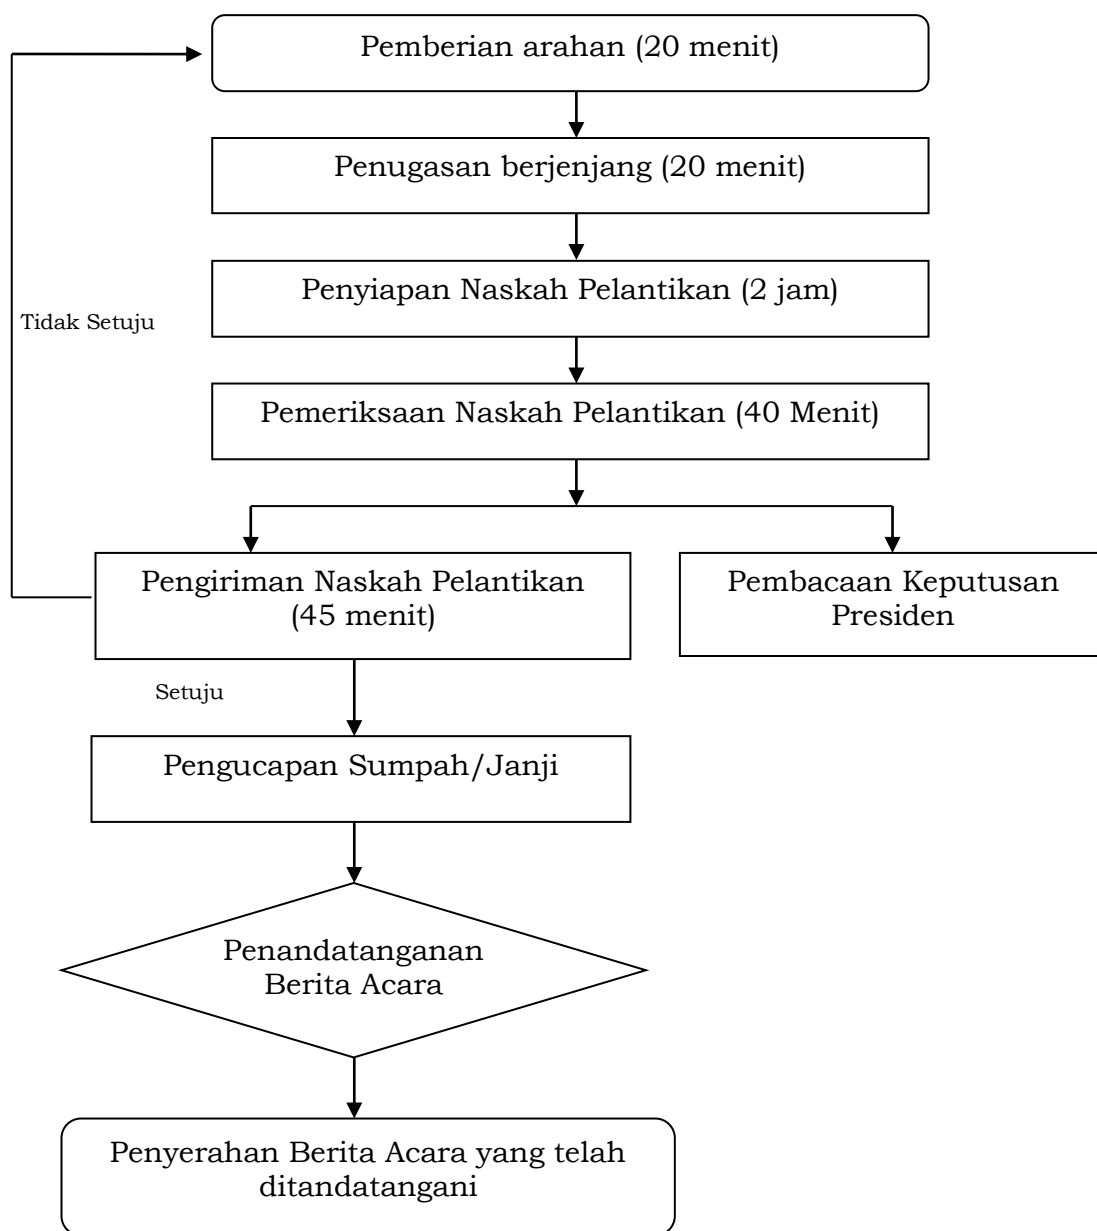 Pemberian arahan (20 menit)
Penugasan berjenjang (20 menit)
Penyiapan Naskah Pelantikan (2 jam)
Tidak Setuju
Pemeriksaan Naskah Pelantikan (40 Menit)
Pengiriman Naskah Pelantikan
(45 menit)
Pembacaan Keputusan
Presiden
Setuju
Pengucapan Sumpah/Janji
Penandatanganan
Berita Acara
Penyerahan Berita Acara yang telah
ditandatangani